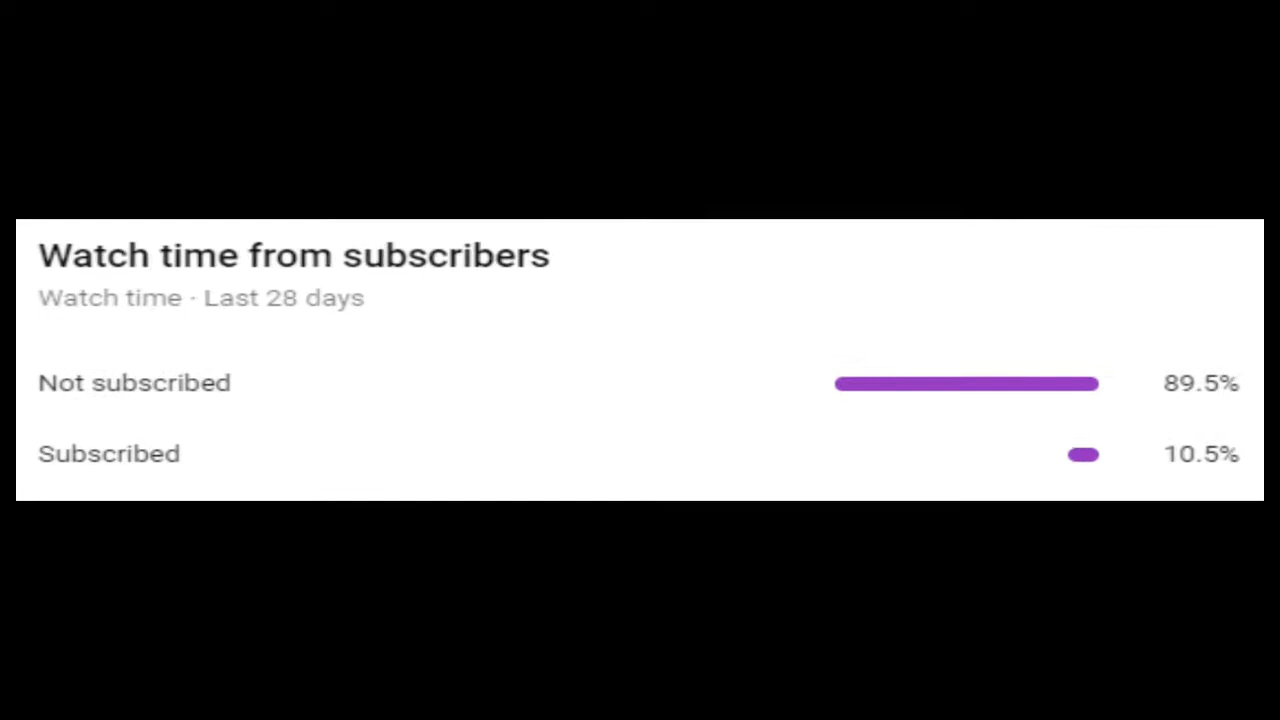 Watch time from subscribers
Watch time · Last 28 days
Not subscribed 89.5%
Subscribed 10.5%